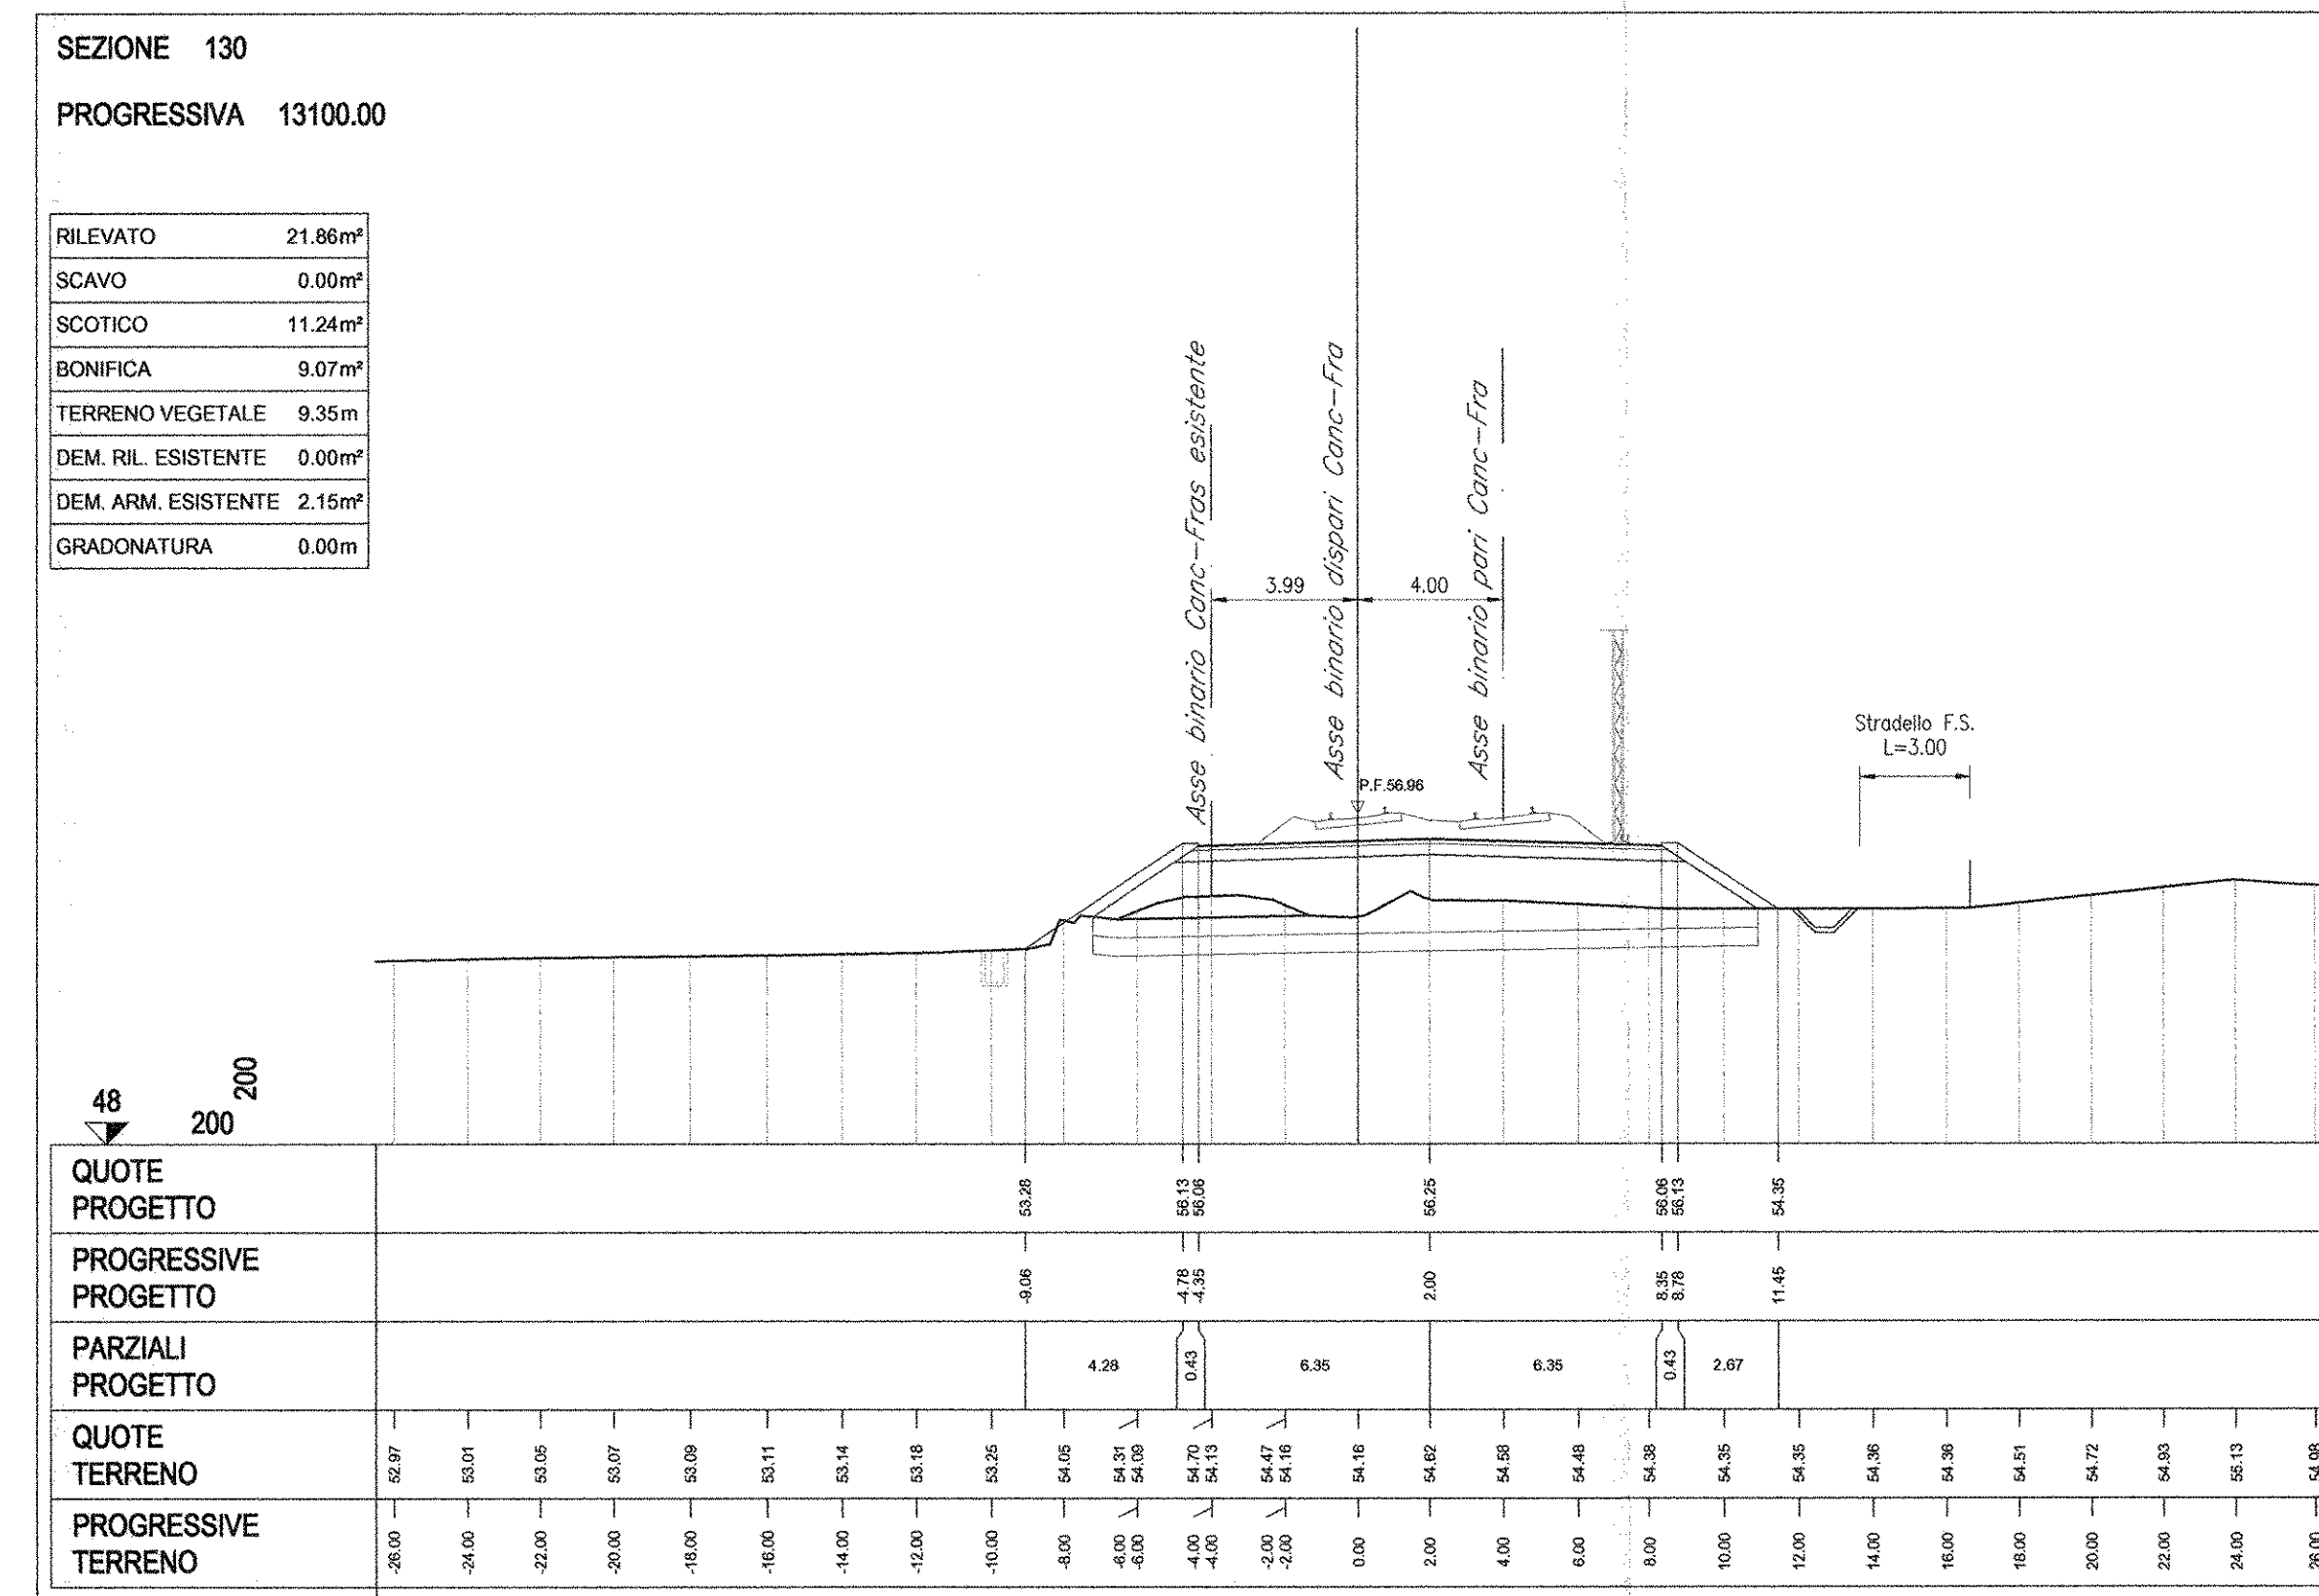 SEZIONE 130
PROGRESSIVA 13100.00
RILEVATO 21.86m²
SCAVO 0.00m²
SCOTICO 11.24m²
BONIFICA 9.07m²
TERRENO VEGETALE 9.35m
DEM. RIL. ESISTENTE 0.00m²
DEM. ARM. ESISTENTE 2.15m²
GRADONATURA 0.00m
Asse binario Canc-Fras esistente
Asse binario dispari Canc-Fra
Asse binario pari Canc-Fra
3.99
4.00
Stradello F.S.
L=3.00
P.F.56.96
48
200
200
QUOTE
PROGETTO
53.28 56.13 56.06 56.25 56.06 56.13 54.35
PROGRESSIVE
PROGETTO
-9.06 -4.78 -4.35 2.00 8.35 8.78 11.45
PARZIALI
PROGETTO
4.28 0.43 6.35 6.35 0.43 2.67
QUOTE
TERRENO
52.97 53.01 53.05 53.07 53.09 53.11 53.14 53.18 53.25 54.05 54.31 54.09 54.70 54.13 54.47 54.16 54.16 54.62 54.58 54.48 54.38 54.35 54.35 54.36 54.36 54.51 54.72 54.93 55.13 54.98
PROGRESSIVE
TERRENO
-26.00 -24.00 -22.00 -20.00 -18.00 -16.00 -14.00 -12.00 -10.00 -8.00 -6.00 -6.00 -4.00 -4.00 -2.00 -2.00 0.00 2.00 4.00 6.00 8.00 10.00 12.00 14.00 16.00 18.00 20.00 22.00 24.00 26.00